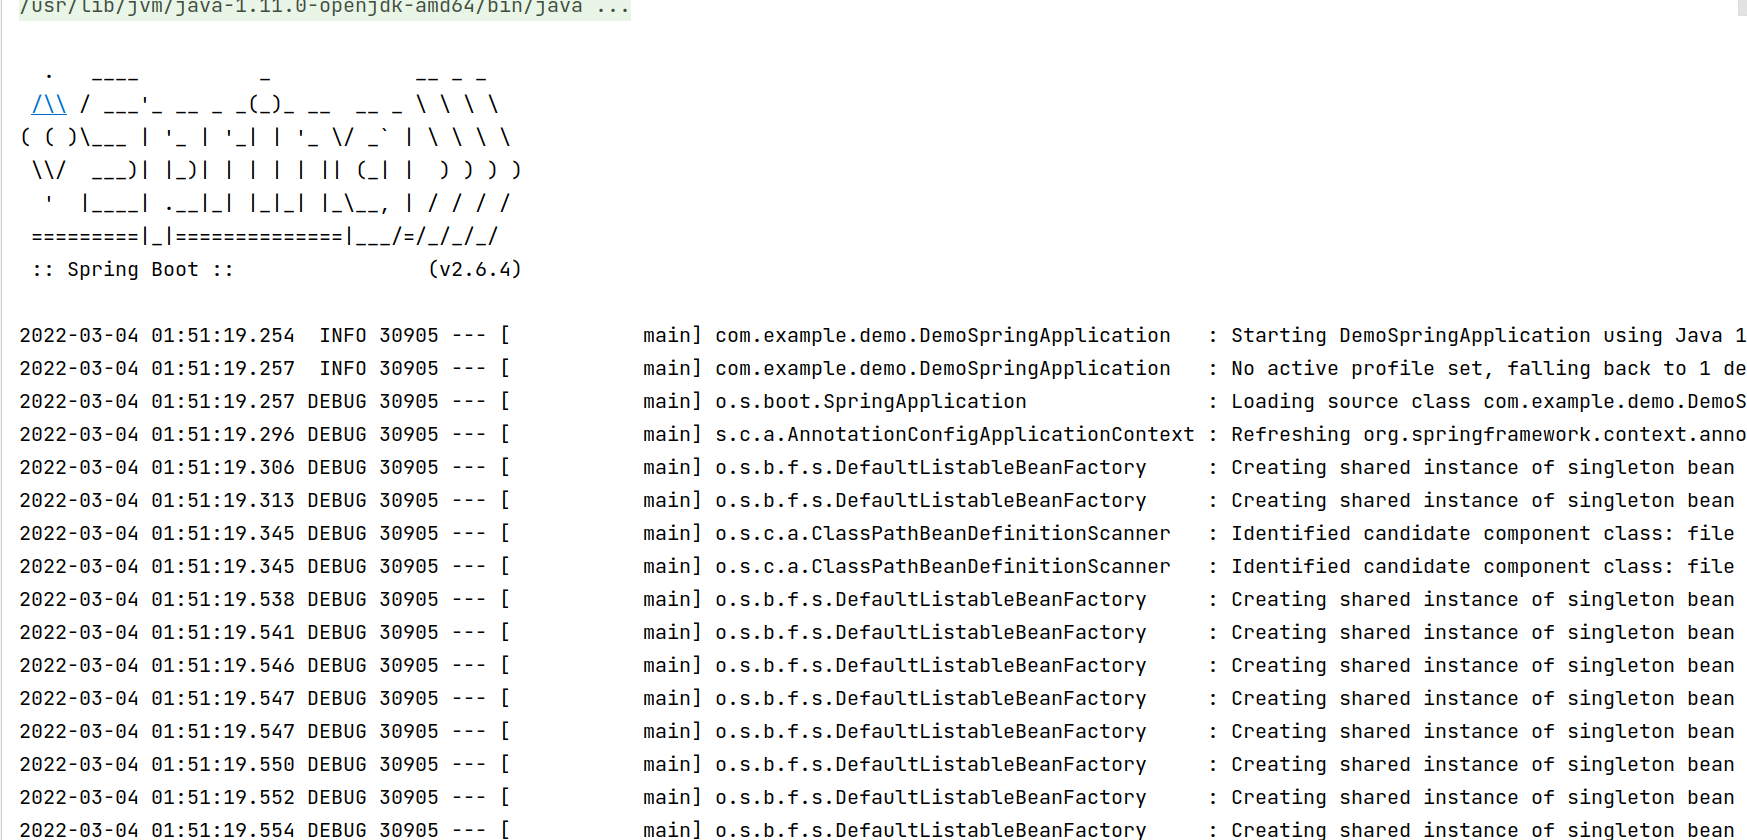 /usr/lib/jvm/java-1.11.0-openjdk-amd64/bin/java ...
  .   ____          _            __ _ _
 /\\ / ___'_ __ _ _(_)_ __  __ _ \ \ \ \
( ( )\___ | '_ | '_| | '_ \/ _` | \ \ \ \
 \\/  ___)| |_)| | | | | || (_| |  ) ) ) )
  '  |____| .__|_| |_|_| |_\__, | / / / /
 =========|_|==============|___/=/_/_/_/
 :: Spring Boot ::                (v2.6.4)
2022-03-04 01:51:19.254  INFO 30905 --- [           main] com.example.demo.DemoSpringApplication   : Starting DemoSpringApplication using Java 1
2022-03-04 01:51:19.257  INFO 30905 --- [           main] com.example.demo.DemoSpringApplication   : No active profile set, falling back to 1 de
2022-03-04 01:51:19.257 DEBUG 30905 --- [           main] o.s.boot.SpringApplication               : Loading source class com.example.demo.DemoS
2022-03-04 01:51:19.296 DEBUG 30905 --- [           main] s.c.a.AnnotationConfigApplicationContext : Refreshing org.springframework.context.anno
2022-03-04 01:51:19.306 DEBUG 30905 --- [           main] o.s.b.f.s.DefaultListableBeanFactory     : Creating shared instance of singleton bean
2022-03-04 01:51:19.313 DEBUG 30905 --- [           main] o.s.b.f.s.DefaultListableBeanFactory     : Creating shared instance of singleton bean
2022-03-04 01:51:19.345 DEBUG 30905 --- [           main] o.s.c.a.ClassPathBeanDefinitionScanner   : Identified candidate component class: file
2022-03-04 01:51:19.345 DEBUG 30905 --- [           main] o.s.c.a.ClassPathBeanDefinitionScanner   : Identified candidate component class: file
2022-03-04 01:51:19.538 DEBUG 30905 --- [           main] o.s.b.f.s.DefaultListableBeanFactory     : Creating shared instance of singleton bean
2022-03-04 01:51:19.541 DEBUG 30905 --- [           main] o.s.b.f.s.DefaultListableBeanFactory     : Creating shared instance of singleton bean
2022-03-04 01:51:19.546 DEBUG 30905 --- [           main] o.s.b.f.s.DefaultListableBeanFactory     : Creating shared instance of singleton bean
2022-03-04 01:51:19.547 DEBUG 30905 --- [           main] o.s.b.f.s.DefaultListableBeanFactory     : Creating shared instance of singleton bean
2022-03-04 01:51:19.547 DEBUG 30905 --- [           main] o.s.b.f.s.DefaultListableBeanFactory     : Creating shared instance of singleton bean
2022-03-04 01:51:19.550 DEBUG 30905 --- [           main] o.s.b.f.s.DefaultListableBeanFactory     : Creating shared instance of singleton bean
2022-03-04 01:51:19.552 DEBUG 30905 --- [           main] o.s.b.f.s.DefaultListableBeanFactory     : Creating shared instance of singleton bean
2022-03-04 01:51:19.554 DEBUG 30905 --- [           main] o.s.b.f.s.DefaultListableBeanFactory     : Creating shared instance of singleton bean